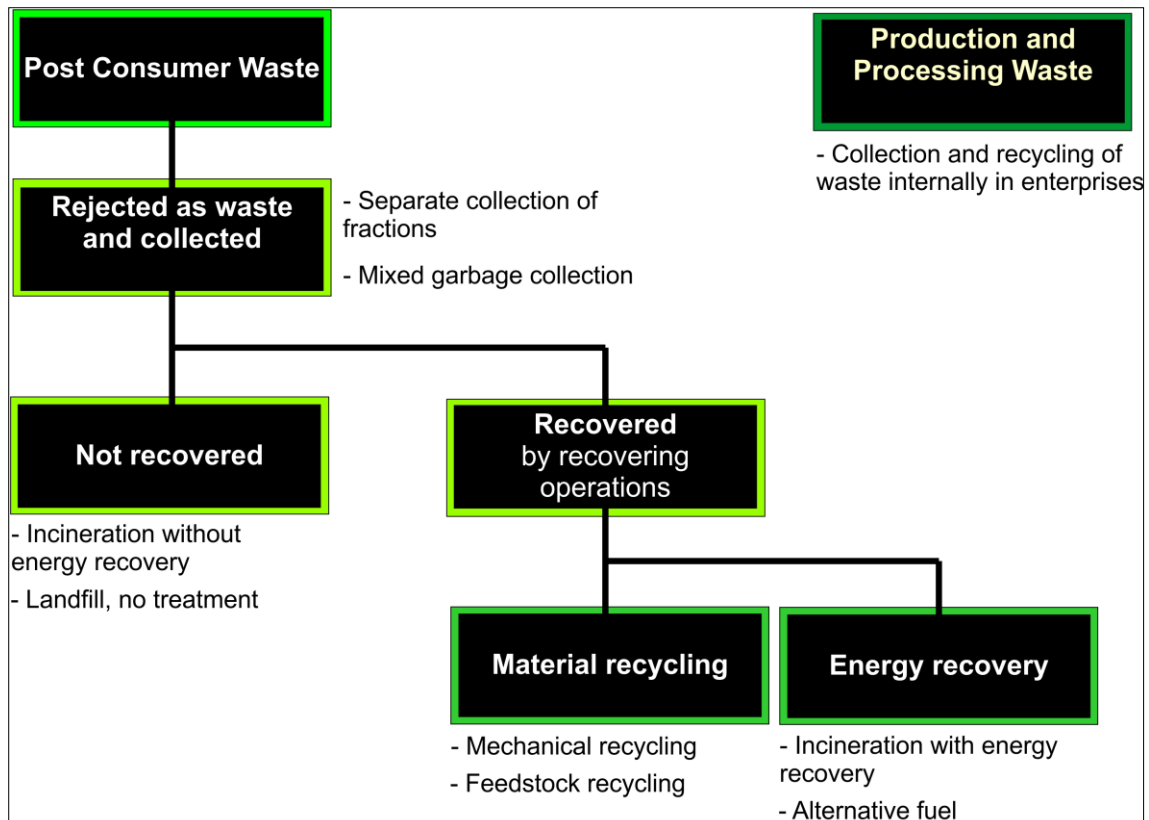 Post Consumer Waste
Production and
Processing Waste
- Collection and recycling of
waste internally in enterprises
Rejected as waste
and collected
- Separate collection of
fractions
- Mixed garbage collection
Not recovered
- Incineration without
energy recovery
- Landfill, no treatment
Recovered
by recovering
operations
Material recycling
- Mechanical recycling
- Feedstock recycling
Energy recovery
- Incineration with energy
recovery
- Alternative fuel